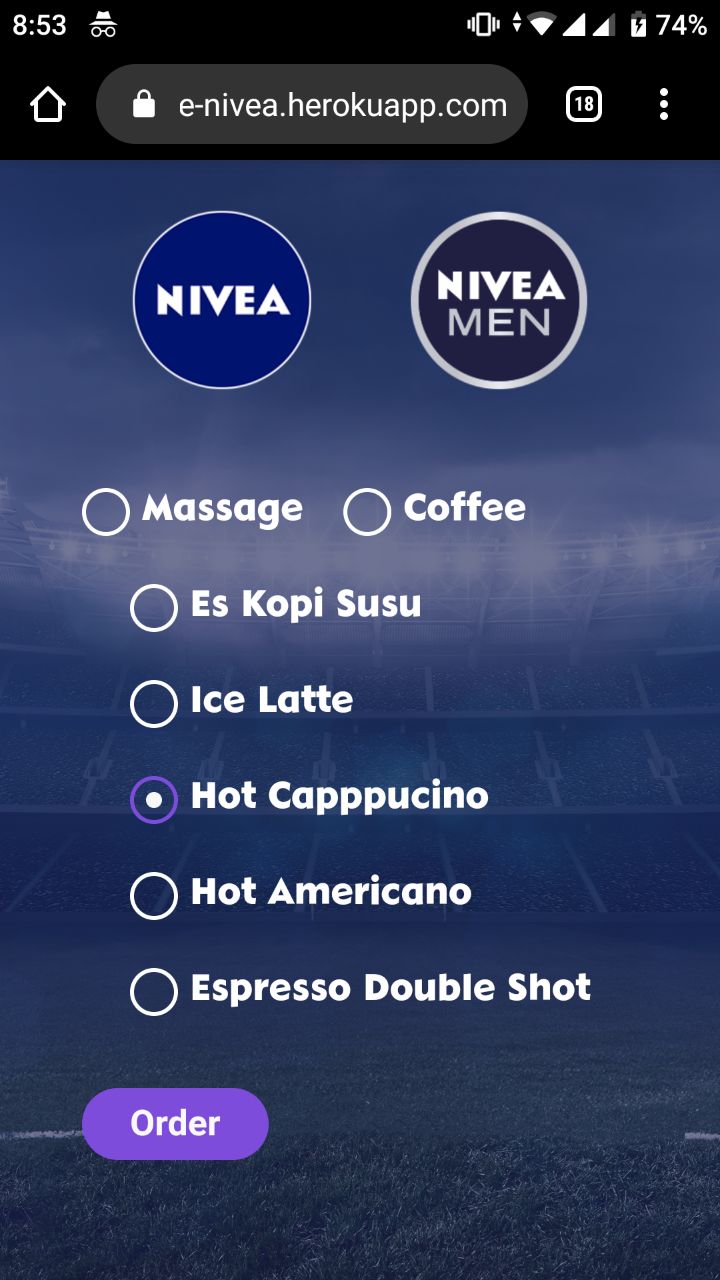 8:53
74%
e-nivea.herokuapp.com
18
NIVEA
NIVEA
MEN
Massage Coffee
Es Kopi Susu
Ice Latte
Hot Capppucino
Hot Americano
Espresso Double Shot
Order